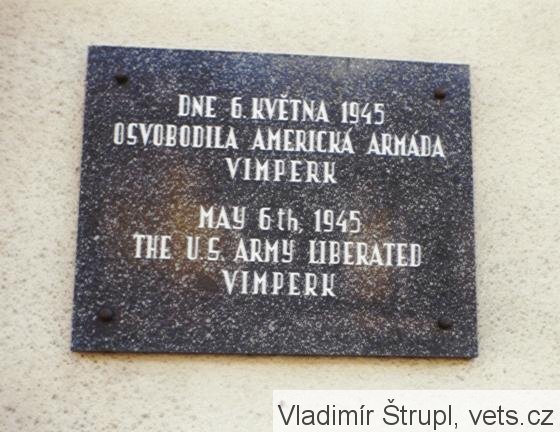 DNE 6. KVĚTNA 1945
OSVOBODILA AMERICKÁ ARMÁDA
VIMPERK
MAY 6th, 1945
THE U.S. ARMY LIBERATED
VIMPERK
Vladimír Štrupl, vets.cz